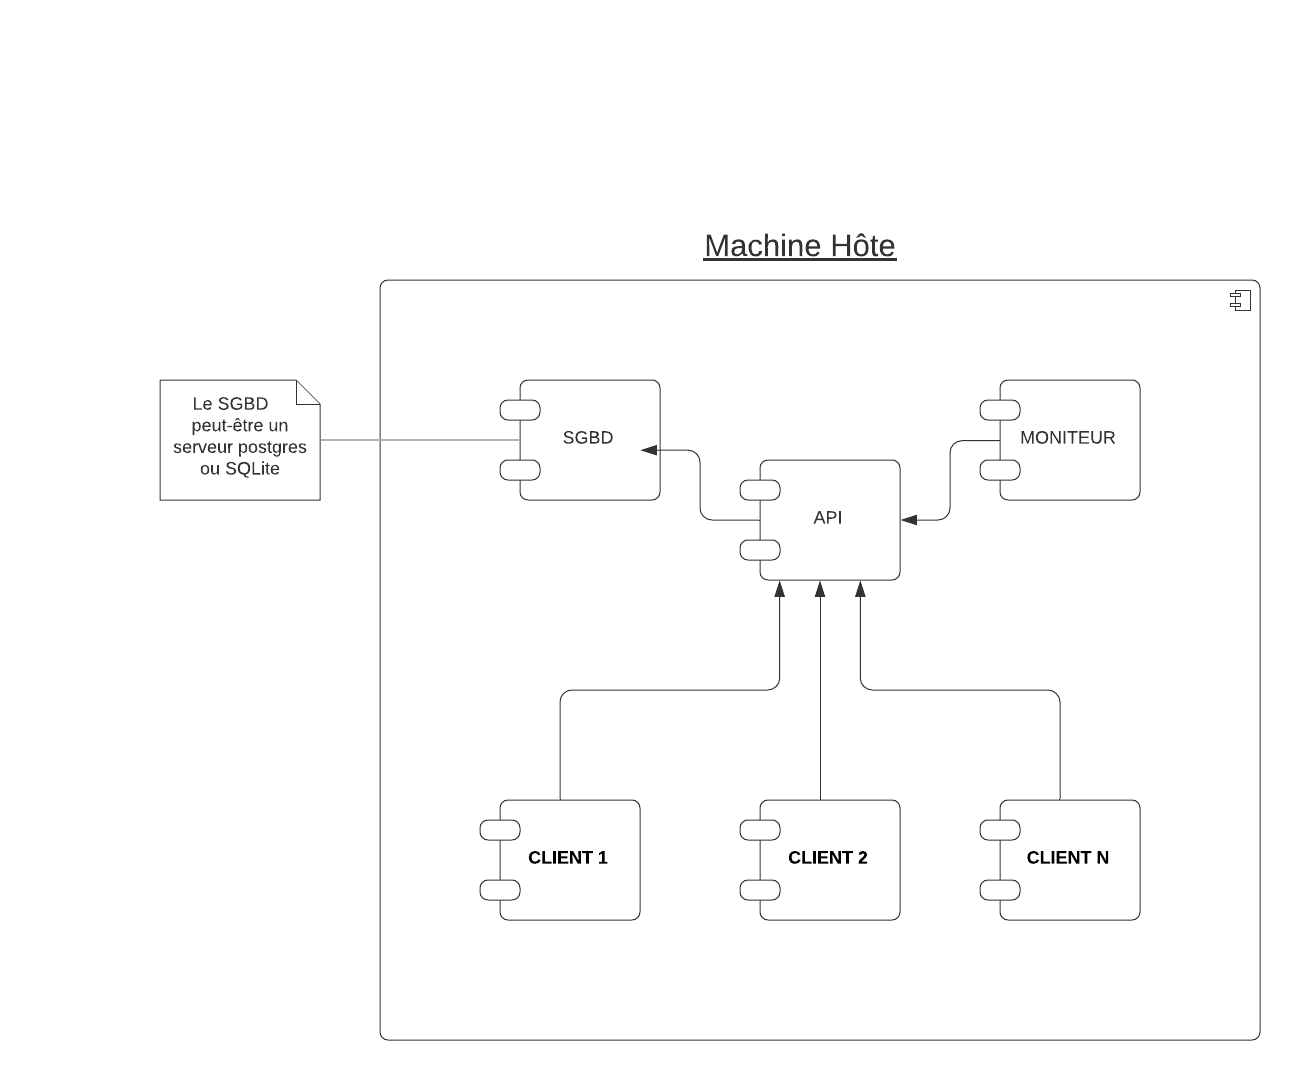 Machine Hôte
Le SGBD
peut-être un
serveur postgres
ou SQLite
SGBD
MONITEUR
API
CLIENT 1
CLIENT 2
CLIENT N